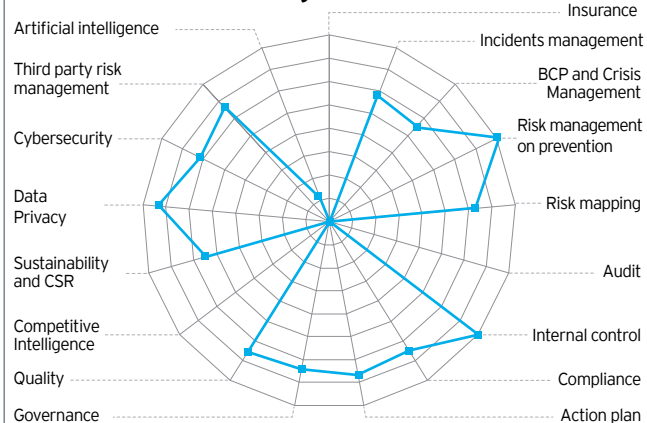 Insurance
Artificial intelligence
Incidents management
Third party risk
management
BCP and Crisis
Management
Cybersecurity
Risk management
on prevention
Data
Privacy
Risk mapping
Sustainability
and CSR
Audit
Competitive
Intelligence
Internal control
Quality
Compliance
Governance
Action plan